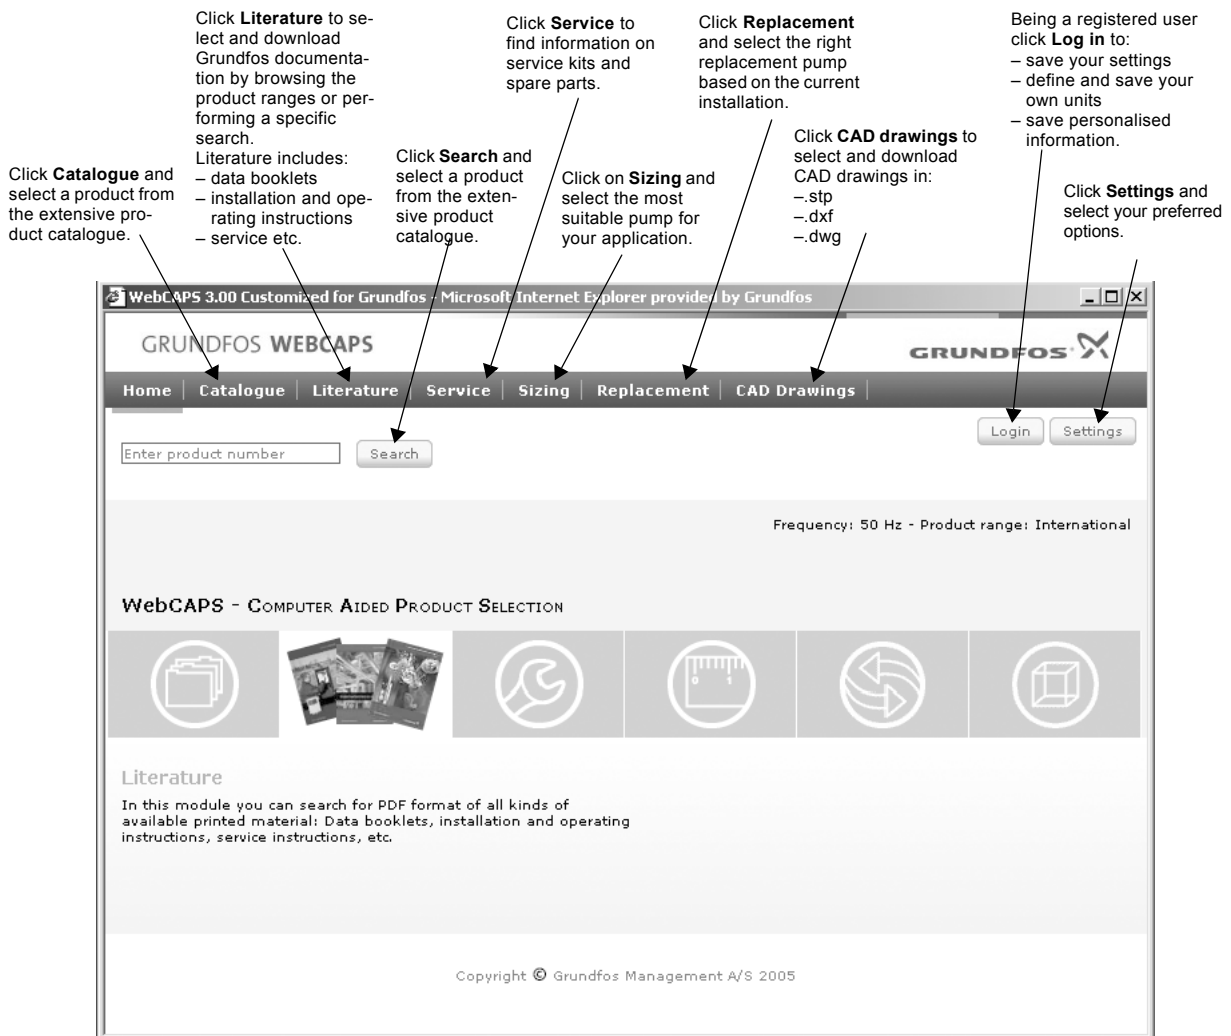 Click Catalogue and
select a product from
the extensive pro-
duct catalogue.
Click Literature to se-
lect and download
Grundfos documenta-
tion by browsing the
product ranges or per-
forming a specific
search.
Literature includes:
– data booklets
– installation and ope-
rating instructions
– service etc.
Click Search and
select a product
from the exten-
sive product
catalogue.
Click Service to
find information on
service kits and
spare parts.
Click on Sizing and
select the most
suitable pump for
your application.
Click Replacement
and select the right
replacement pump
based on the current
installation.
Click CAD drawings to
select and download
CAD drawings in:
–.stp
–.dxf
–.dwg
Being a registered user
click Log in to:
– save your settings
– define and save your
own units
– save personalised
information.
Click Settings and
select your preferred
options.
WebCAPS 3.00 Customized for Grundfos - Microsoft Internet Explorer provided by Grundfos
GRUNDFOS WEBCAPS
GRUNDFOS
Home Catalogue Literature Service Sizing Replacement CAD Drawings
Login Settings
Enter product number Search
Frequency: 50 Hz - Product range: International
WebCAPS - COMPUTER AIDED PRODUCT SELECTION
0 1
Literature
In this module you can search for PDF format of all kinds of
available printed material: Data booklets, installation and operating
instructions, service instructions, etc.
Copyright © Grundfos Management A/S 2005